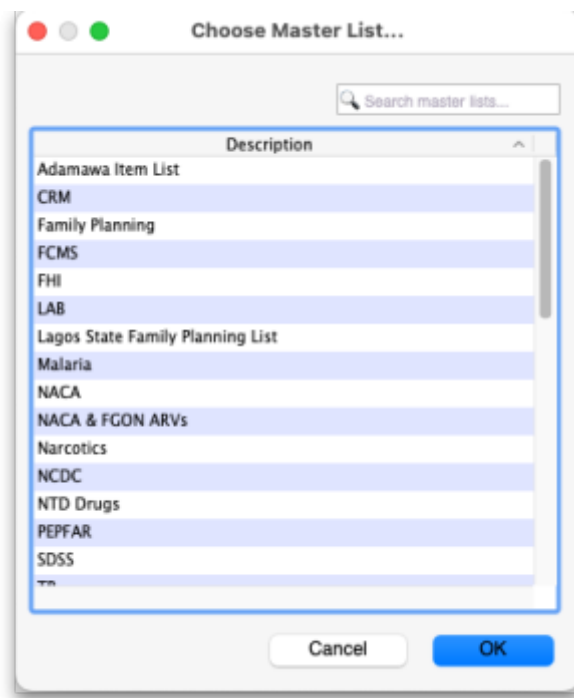 Choose Master List...
Search master lists...
Description
Adamawa Item List
CRM
Family Planning
FCMS
FHI
LAB
Lagos State Family Planning List
Malaria
NACA
NACA & FGON ARVs
Narcotics
NCDC
NTD Drugs
PEPFAR
SDSS
Cancel
OK